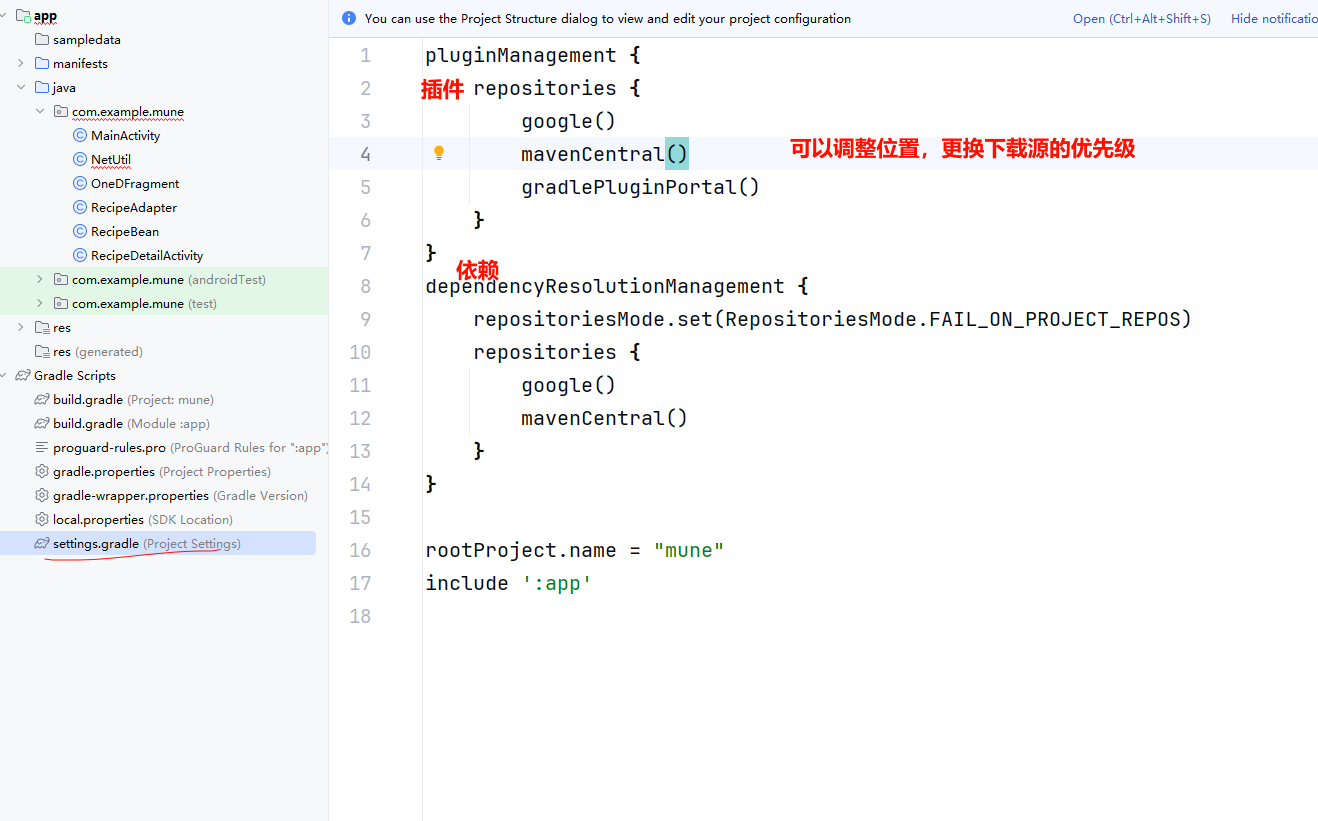 app
sampledata
manifests
java
com.example.mune
MainActivity
NetUtil
OneDFragment
RecipeAdapter
RecipeBean
RecipeDetailActivity
com.example.mune (androidTest)
com.example.mune (test)
res
res (generated)
Gradle Scripts
build.gradle (Project: mune)
build.gradle (Module :app)
proguard-rules.pro (ProGuard Rules for ":app")
gradle.properties (Project Properties)
gradle-wrapper.properties (Gradle Version)
local.properties (SDK Location)
settings.gradle (Project Settings)
You can use the Project Structure dialog to view and edit your project configuration
Open (Ctrl+Alt+Shift+S) Hide notificatio
1 pluginManagement {
2 插件 repositories {
3 google()
4 mavenCentral() 可以调整位置，更换下载源的优先级
5 gradlePluginPortal()
6 }
7 }
依赖
8 dependencyResolutionManagement {
9 repositoriesMode.set(RepositoriesMode.FAIL_ON_PROJECT_REPOS)
10 repositories {
11 google()
12 mavenCentral()
13 }
14 }
15
16 rootProject.name = "mune"
17 include ':app'
18